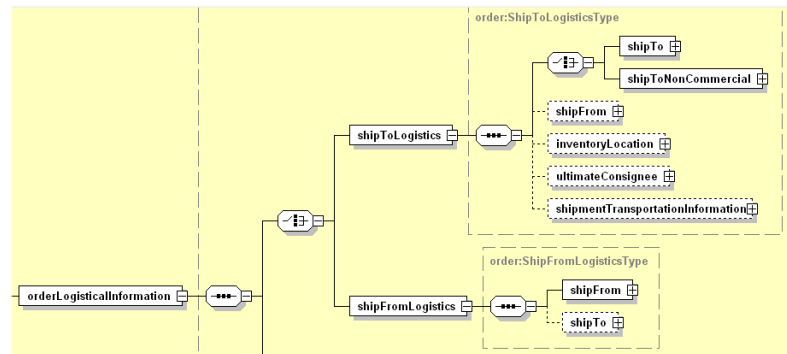 order:ShipToLogisticsType
shipTo
shipToNonCommercial
shipFrom
shipToLogistics
inventoryLocation
ultimateConsignee
shipmentTransportationInformation
order:ShipFromLogisticsType
orderLogisticalInformation
shipFromLogistics
shipFrom
shipTo